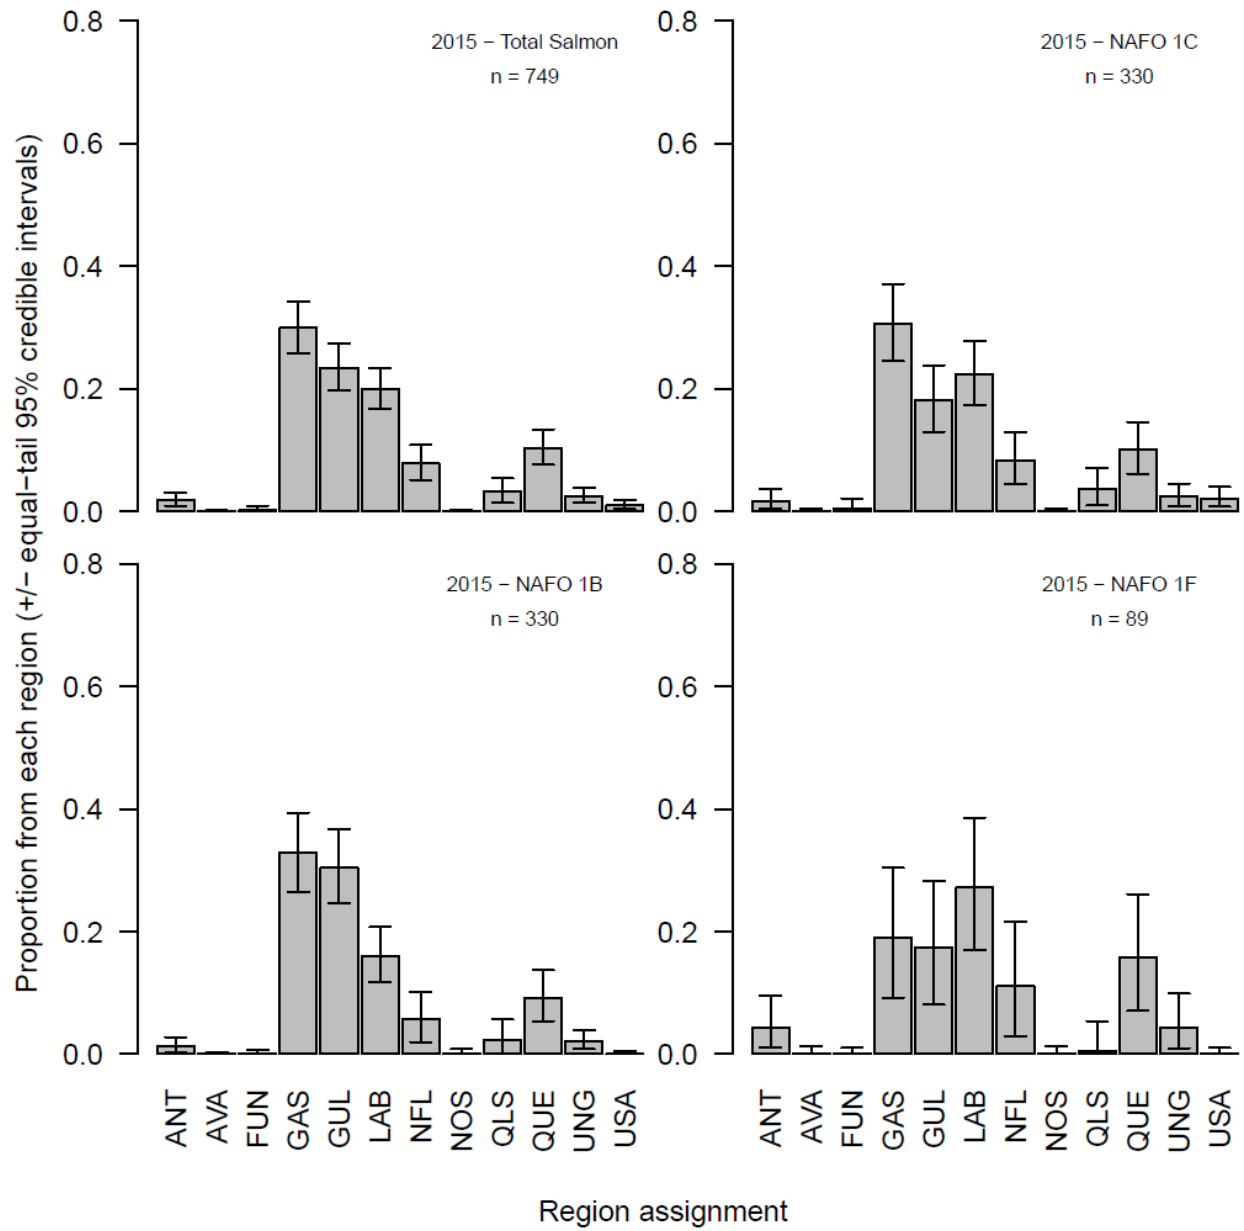 Proportion from each region (+/− equal−tail 95% credible intervals)
2015 − Total Salmon
n = 749
0.8
0.6
0.4
0.2
0.0
2015 − NAFO 1C
n = 330
0.8
0.6
0.4
0.2
0.0
2015 − NAFO 1B
n = 330
0.8
0.6
0.4
0.2
0.0
ANT AVA FUN GAS GUL LAB NFL NOS QLS QUE UNG USA
2015 − NAFO 1F
n = 89
0.8
0.6
0.4
0.2
0.0
ANT AVA FUN GAS GUL LAB NFL NOS QLS QUE UNG USA
Region assignment